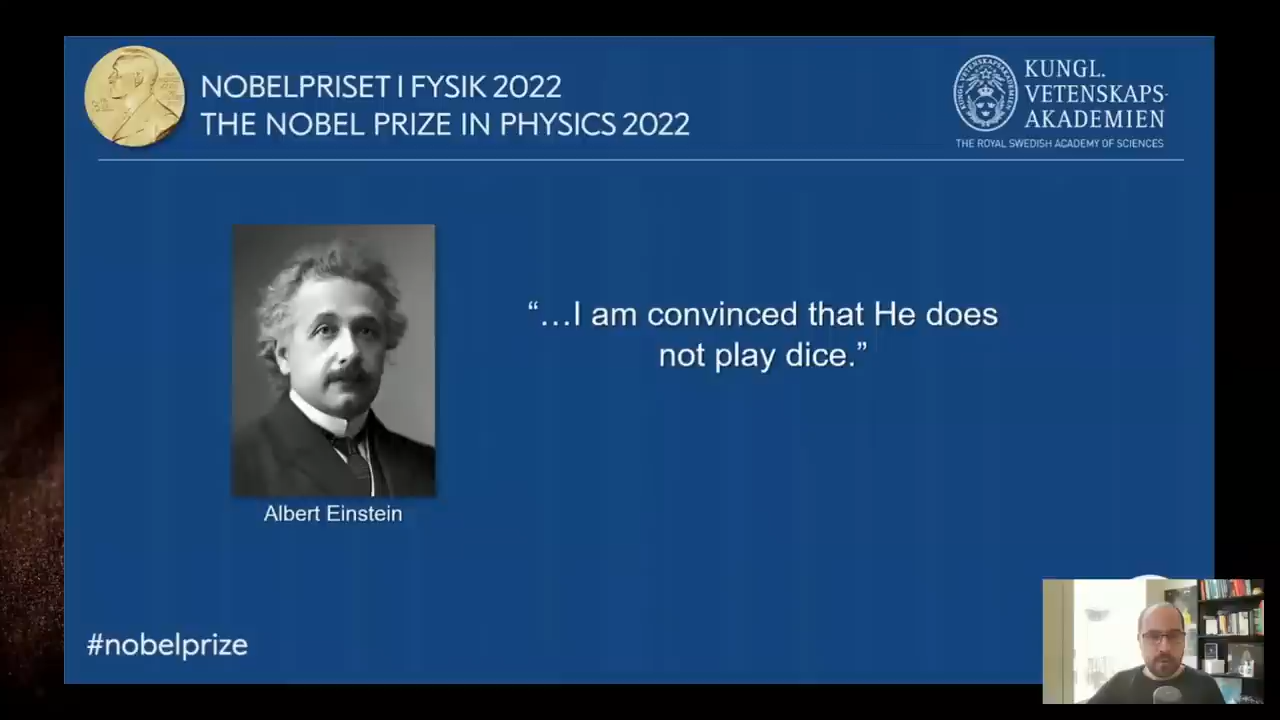 NOBELPRISET I FYSIK 2022
THE NOBEL PRIZE IN PHYSICS 2022
KUNGL.
VETENSKAPS-
AKADEMIEN
THE ROYAL SWEDISH ACADEMY OF SCIENCES
“…I am convinced that He does
not play dice.”
Albert Einstein
#nobelprize